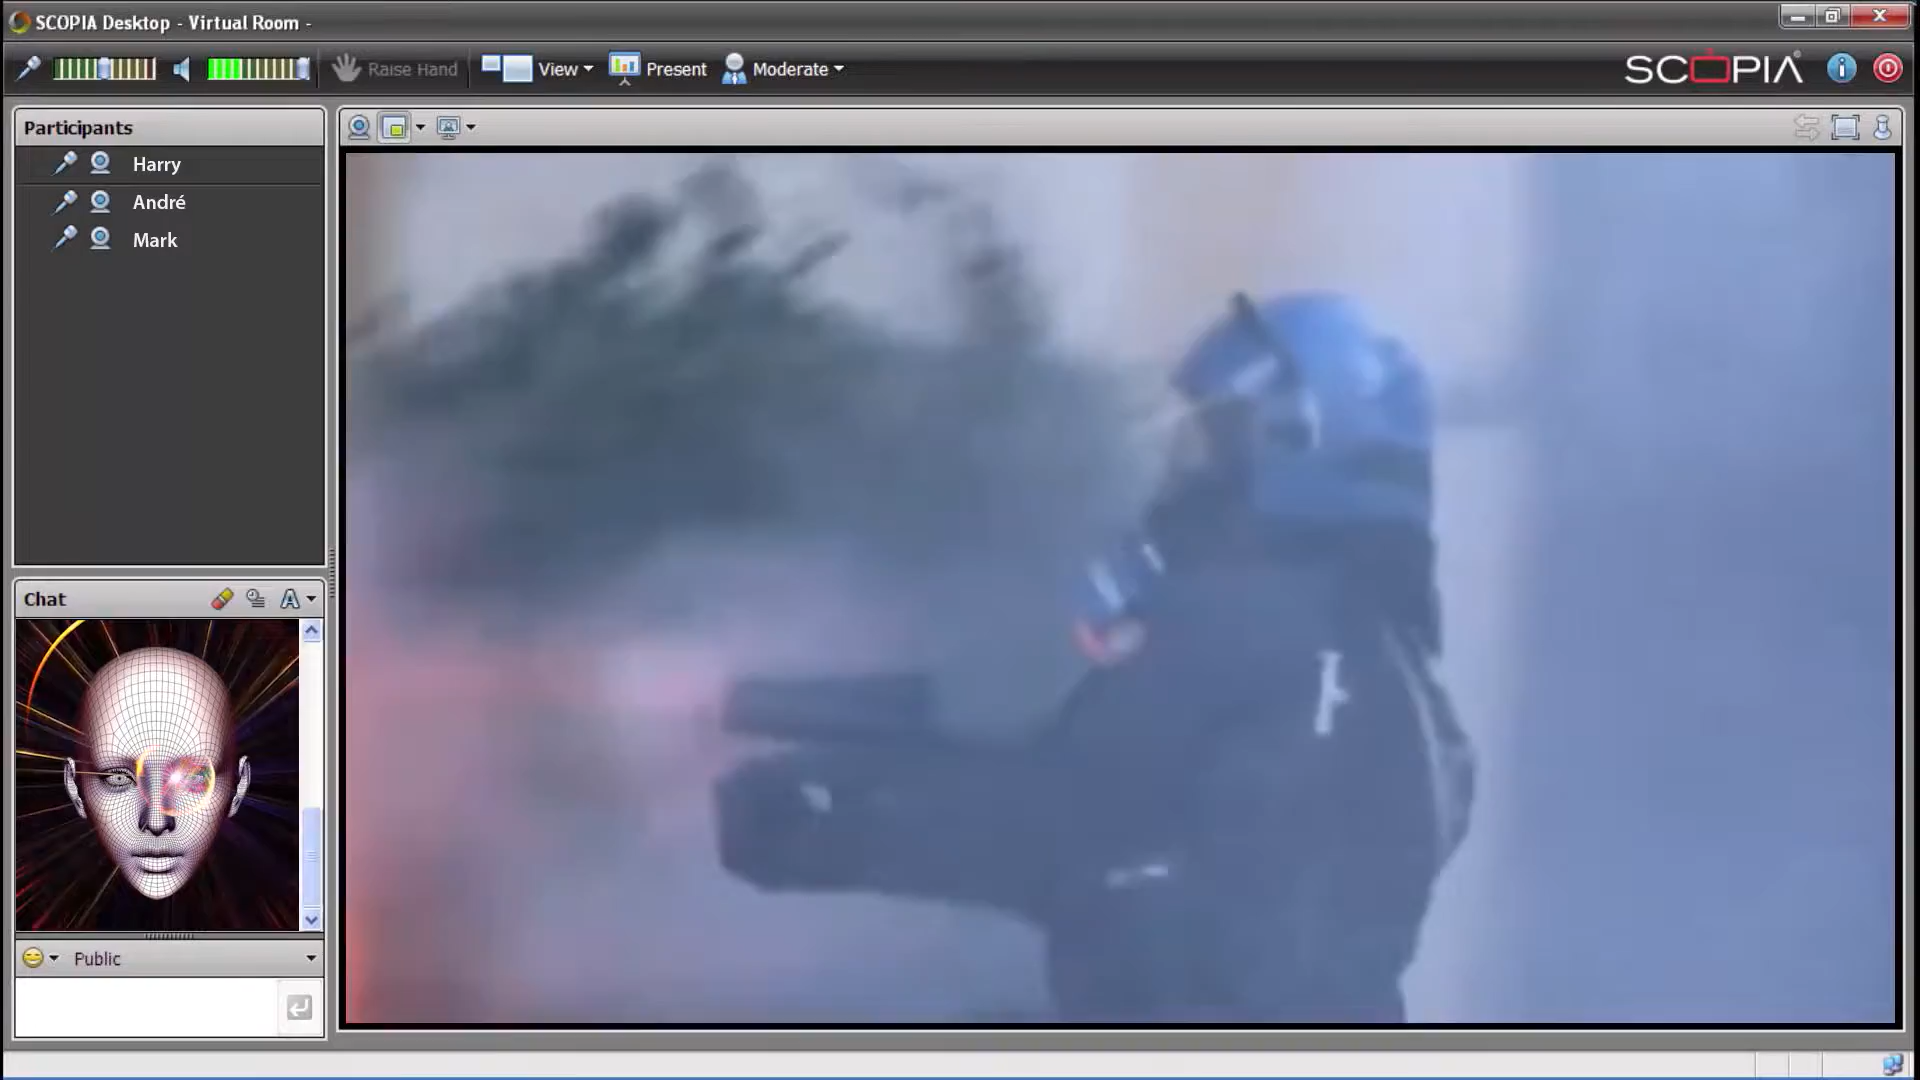 SCOPIA Desktop - Virtual Room -
Raise Hand
View
Present
Moderate
SCOPIA
Participants
Harry
André
Mark
Chat
Public